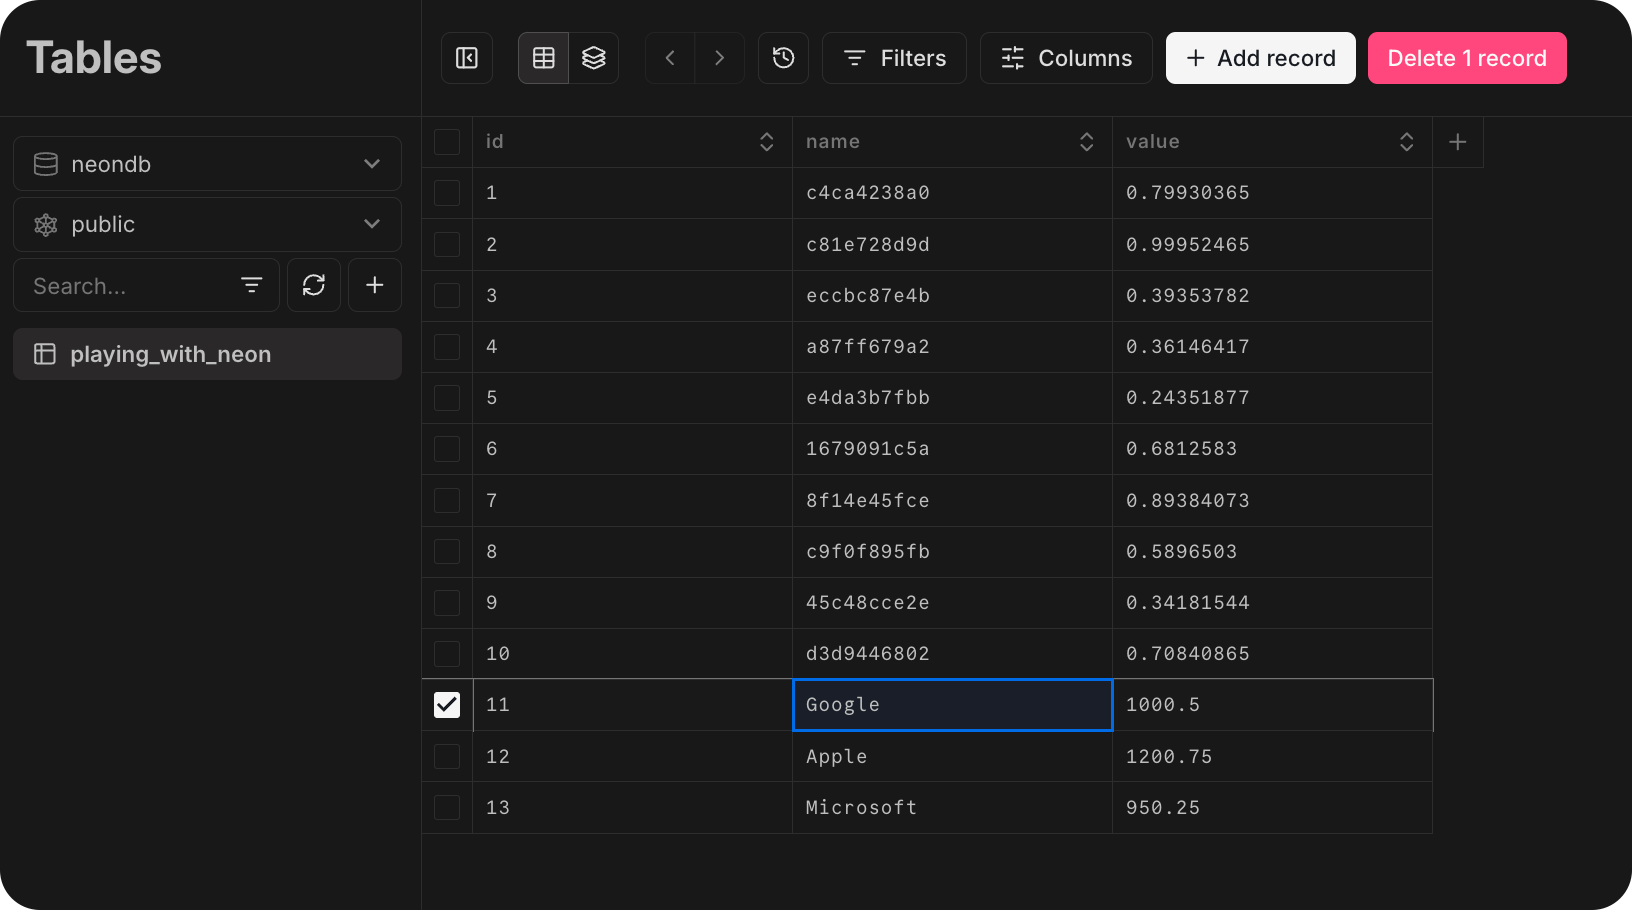 Tables
neondb
public
Search...
playing_with_neon
Filters
Columns
Add record
Delete 1 record
id name value
1 c4ca4238a0 0.79930365
2 c81e728d9d 0.99952465
3 eccbc87e4b 0.39353782
4 a87ff679a2 0.36146417
5 e4da3b7fbb 0.24351877
6 1679091c5a 0.6812583
7 8f14e45fce 0.89384073
8 c9f0f895fb 0.5896503
9 45c48cce2e 0.34181544
10 d3d9446802 0.70840865
11 Google 1000.5
12 Apple 1200.75
13 Microsoft 950.25